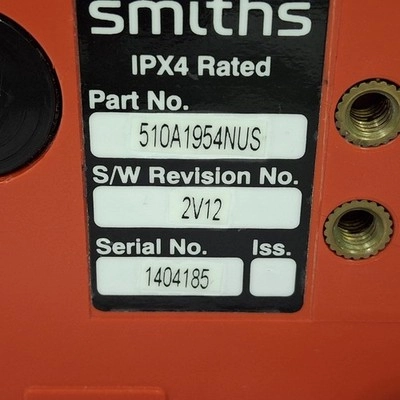 smiths
IPX4 Rated
Part No.
510A1954NUS
S/W Revision No.
2V12
Serial No. Iss.
1404185